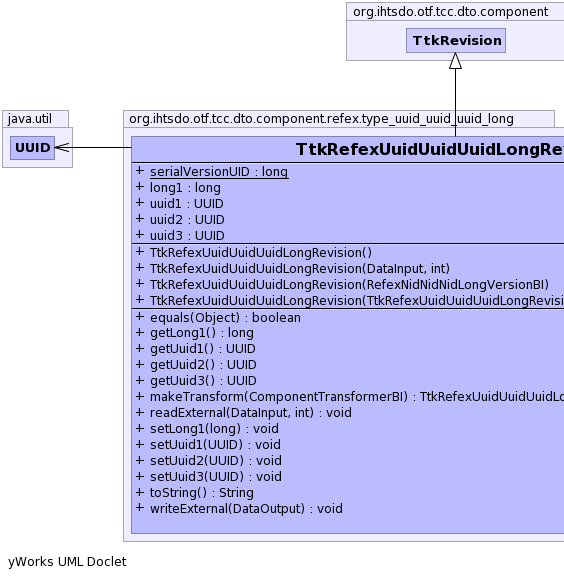 org.ihtsdo.otf.tcc.dto.component
TtkRevision
java.util
UUID
org.ihtsdo.otf.tcc.dto.component.refex.type_uuid_uuid_uuid_long
TtkRefexUuidUuidUuidLongRe
+ serialVersionUID : long
+ long1 : long
+ uuid1 : UUID
+ uuid2 : UUID
+ uuid3 : UUID
+ TtkRefexUuidUuidUuidLongRevision()
+ TtkRefexUuidUuidUuidLongRevision(DataInput, int)
+ TtkRefexUuidUuidUuidLongRevision(RefexNidNidNidLongVersionBI)
+ TtkRefexUuidUuidUuidLongRevision(TtkRefexUuidUuidUuidLongRevisi
+ equals(Object) : boolean
+ getLong1() : long
+ getUuid1() : UUID
+ getUuid2() : UUID
+ getUuid3() : UUID
+ makeTransform(ComponentTransformerBI) : TtkRefexUuidUuidUuidLo
+ readExternal(DataInput, int) : void
+ setLong1(long) : void
+ setUuid1(UUID) : void
+ setUuid2(UUID) : void
+ setUuid3(UUID) : void
+ toString() : String
+ writeExternal(DataOutput) : void
yWorks UML Doclet